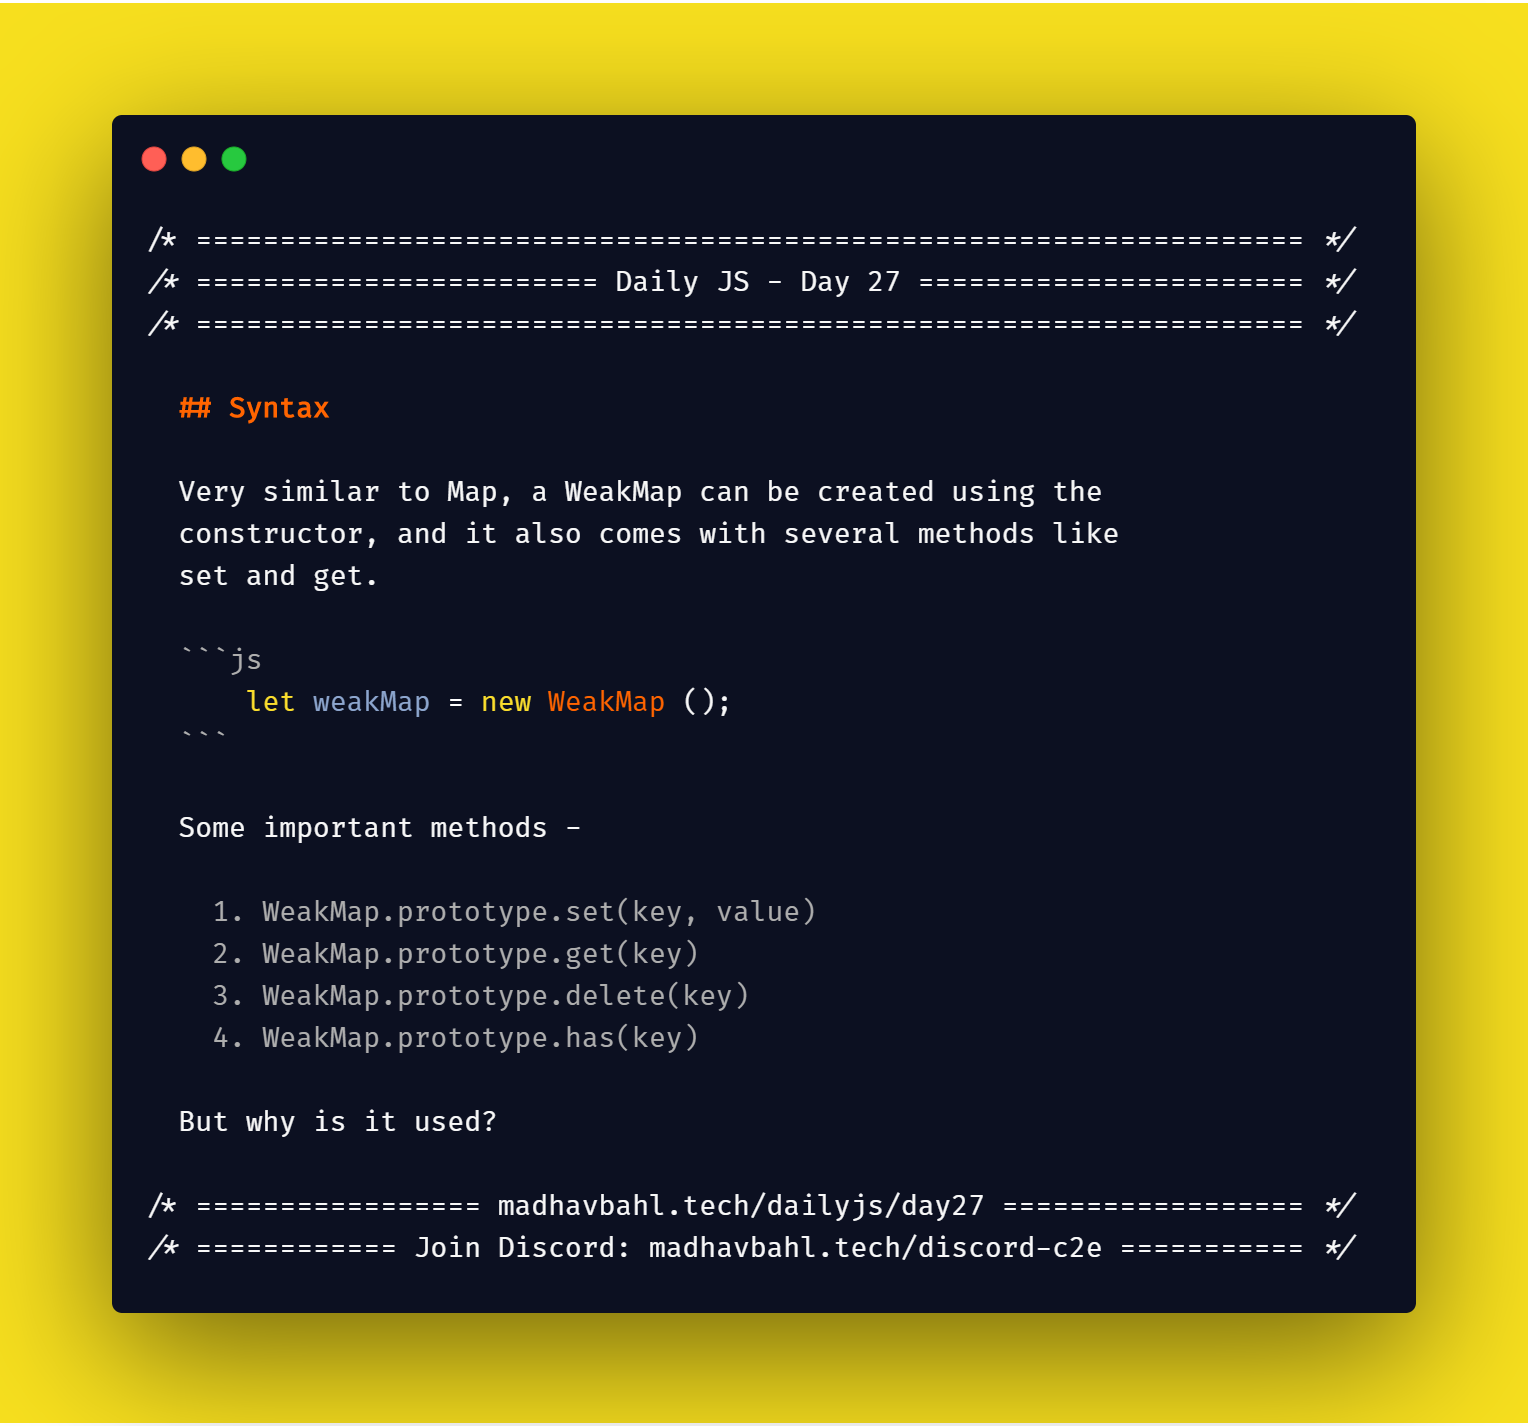 /* ================================================================== */
/* ======================== Daily JS - Day 27 ======================= */
/* ================================================================== */
## Syntax
Very similar to Map, a WeakMap can be created using the
constructor, and it also comes with several methods like
set and get.
```js
let weakMap = new WeakMap ();
```
Some important methods -
1. WeakMap.prototype.set(key, value)
2. WeakMap.prototype.get(key)
3. WeakMap.prototype.delete(key)
4. WeakMap.prototype.has(key)
But why is it used?
/* ================= madhavbahl.tech/dailyjs/day27 ================== */
/* ============ Join Discord: madhavbahl.tech/discord-c2e =========== */